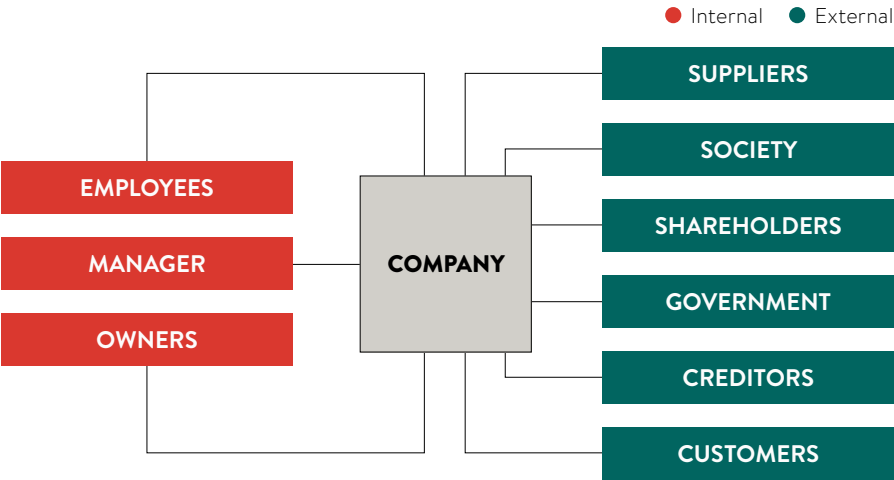 Internal External
EMPLOYEES
MANAGER
OWNERS
COMPANY
SUPPLIERS
SOCIETY
SHAREHOLDERS
GOVERNMENT
CREDITORS
CUSTOMERS